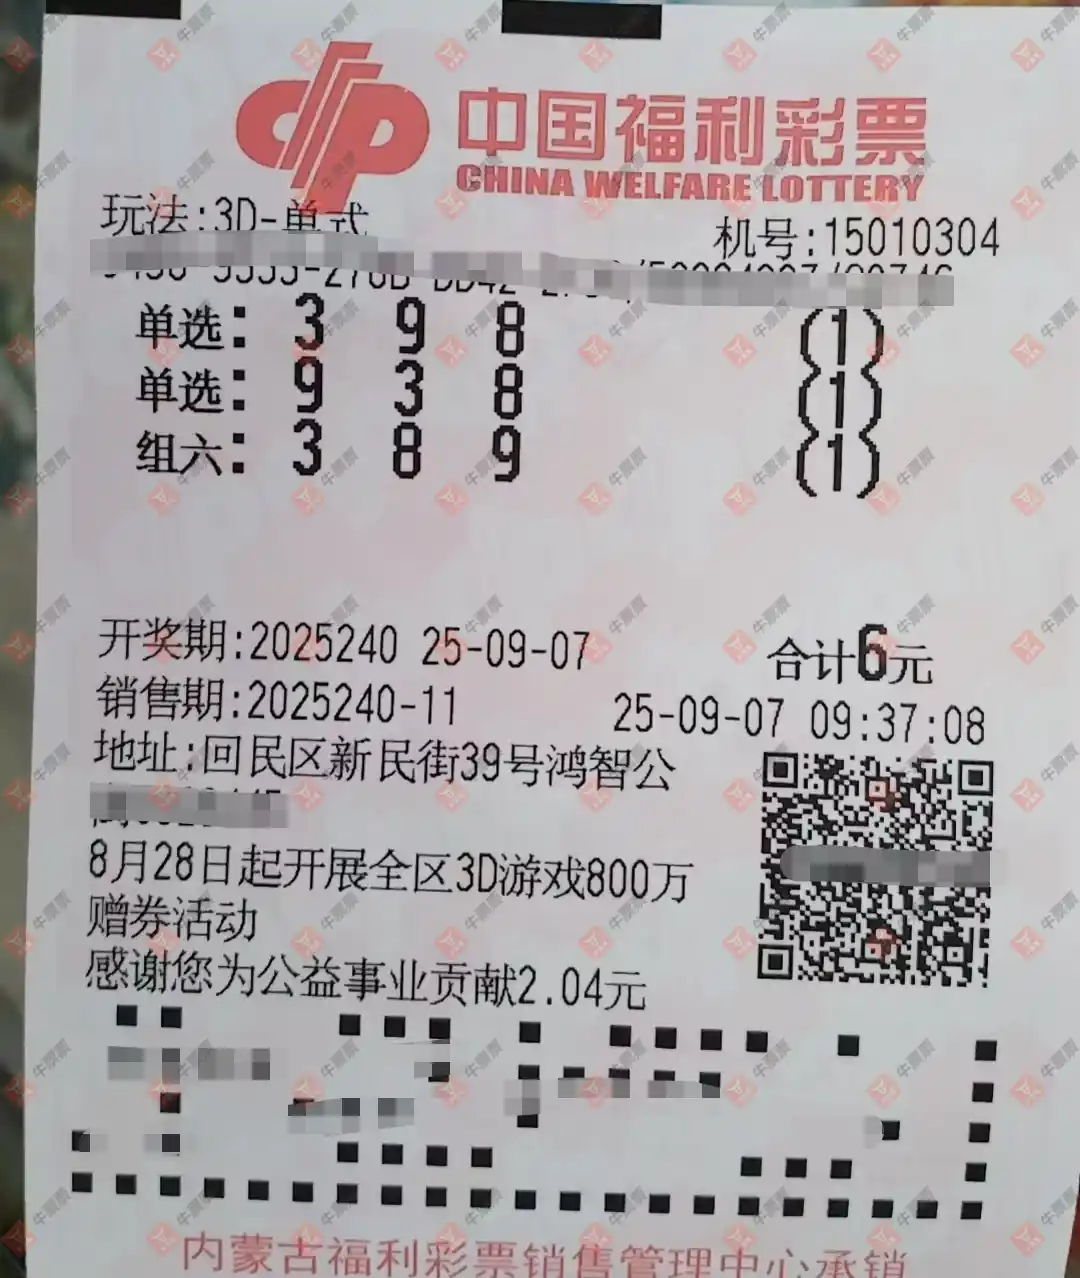 中国福利彩票
CHINA WELFARE LOTTERY
玩法:3D-单式
机号:15010304
单选: 3 9 8 (1)
单选: 9 3 8 (1)
组六: 3 8 9 (1)
开奖期:2025240 25-09-07 合计6元
销售期:2025240-11 25-09-07 09:37:08
地址:回民区新民街39号鸿智公
8月28日起开展全区3D游戏800万
赠券活动
感谢您为公益事业贡献2.04元
内蒙古福利彩票销售管理中心承销
牛票票